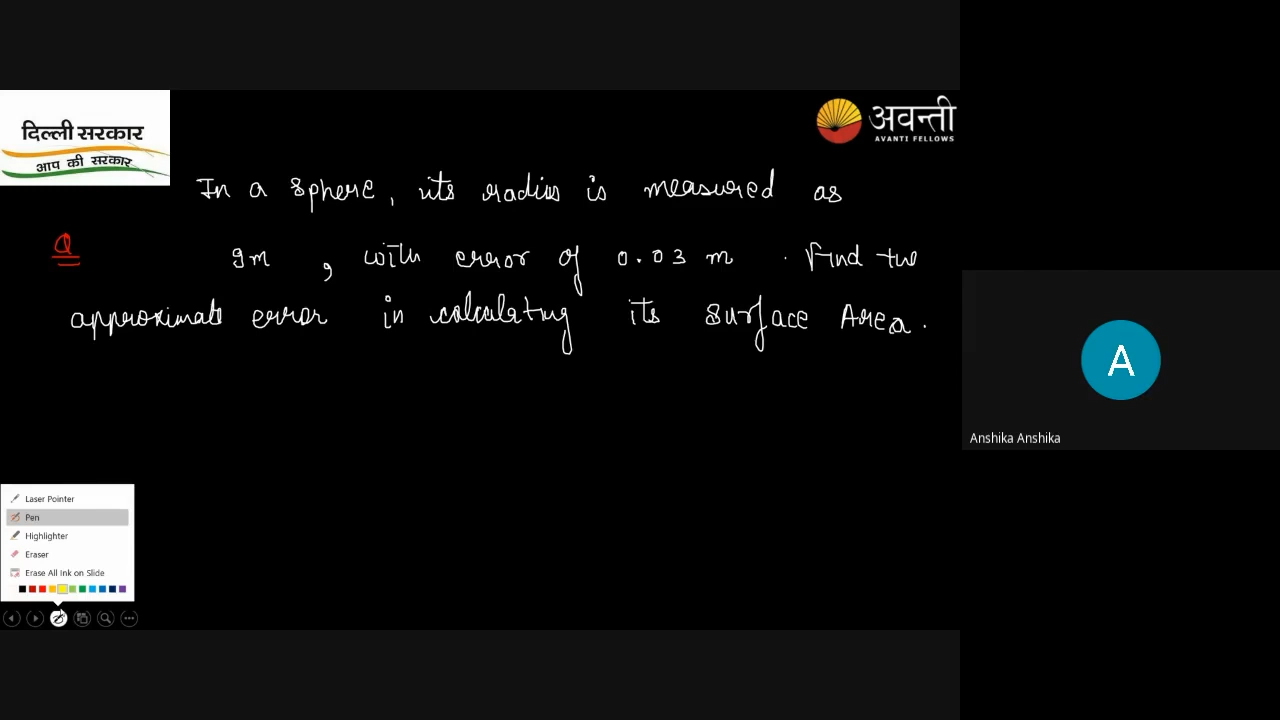 दिल्ली सरकार
आप की सरकार
अवन्ती
AVANTI FELLOWS
In a sphere, its radius is measured as
Q
9m , with error of 0.03 m . Find the
approximate error in calculating its surface Area.
A
Anshika Anshika
Laser Pointer
Pen
Highlighter
Eraser
Erase All Ink on Slide